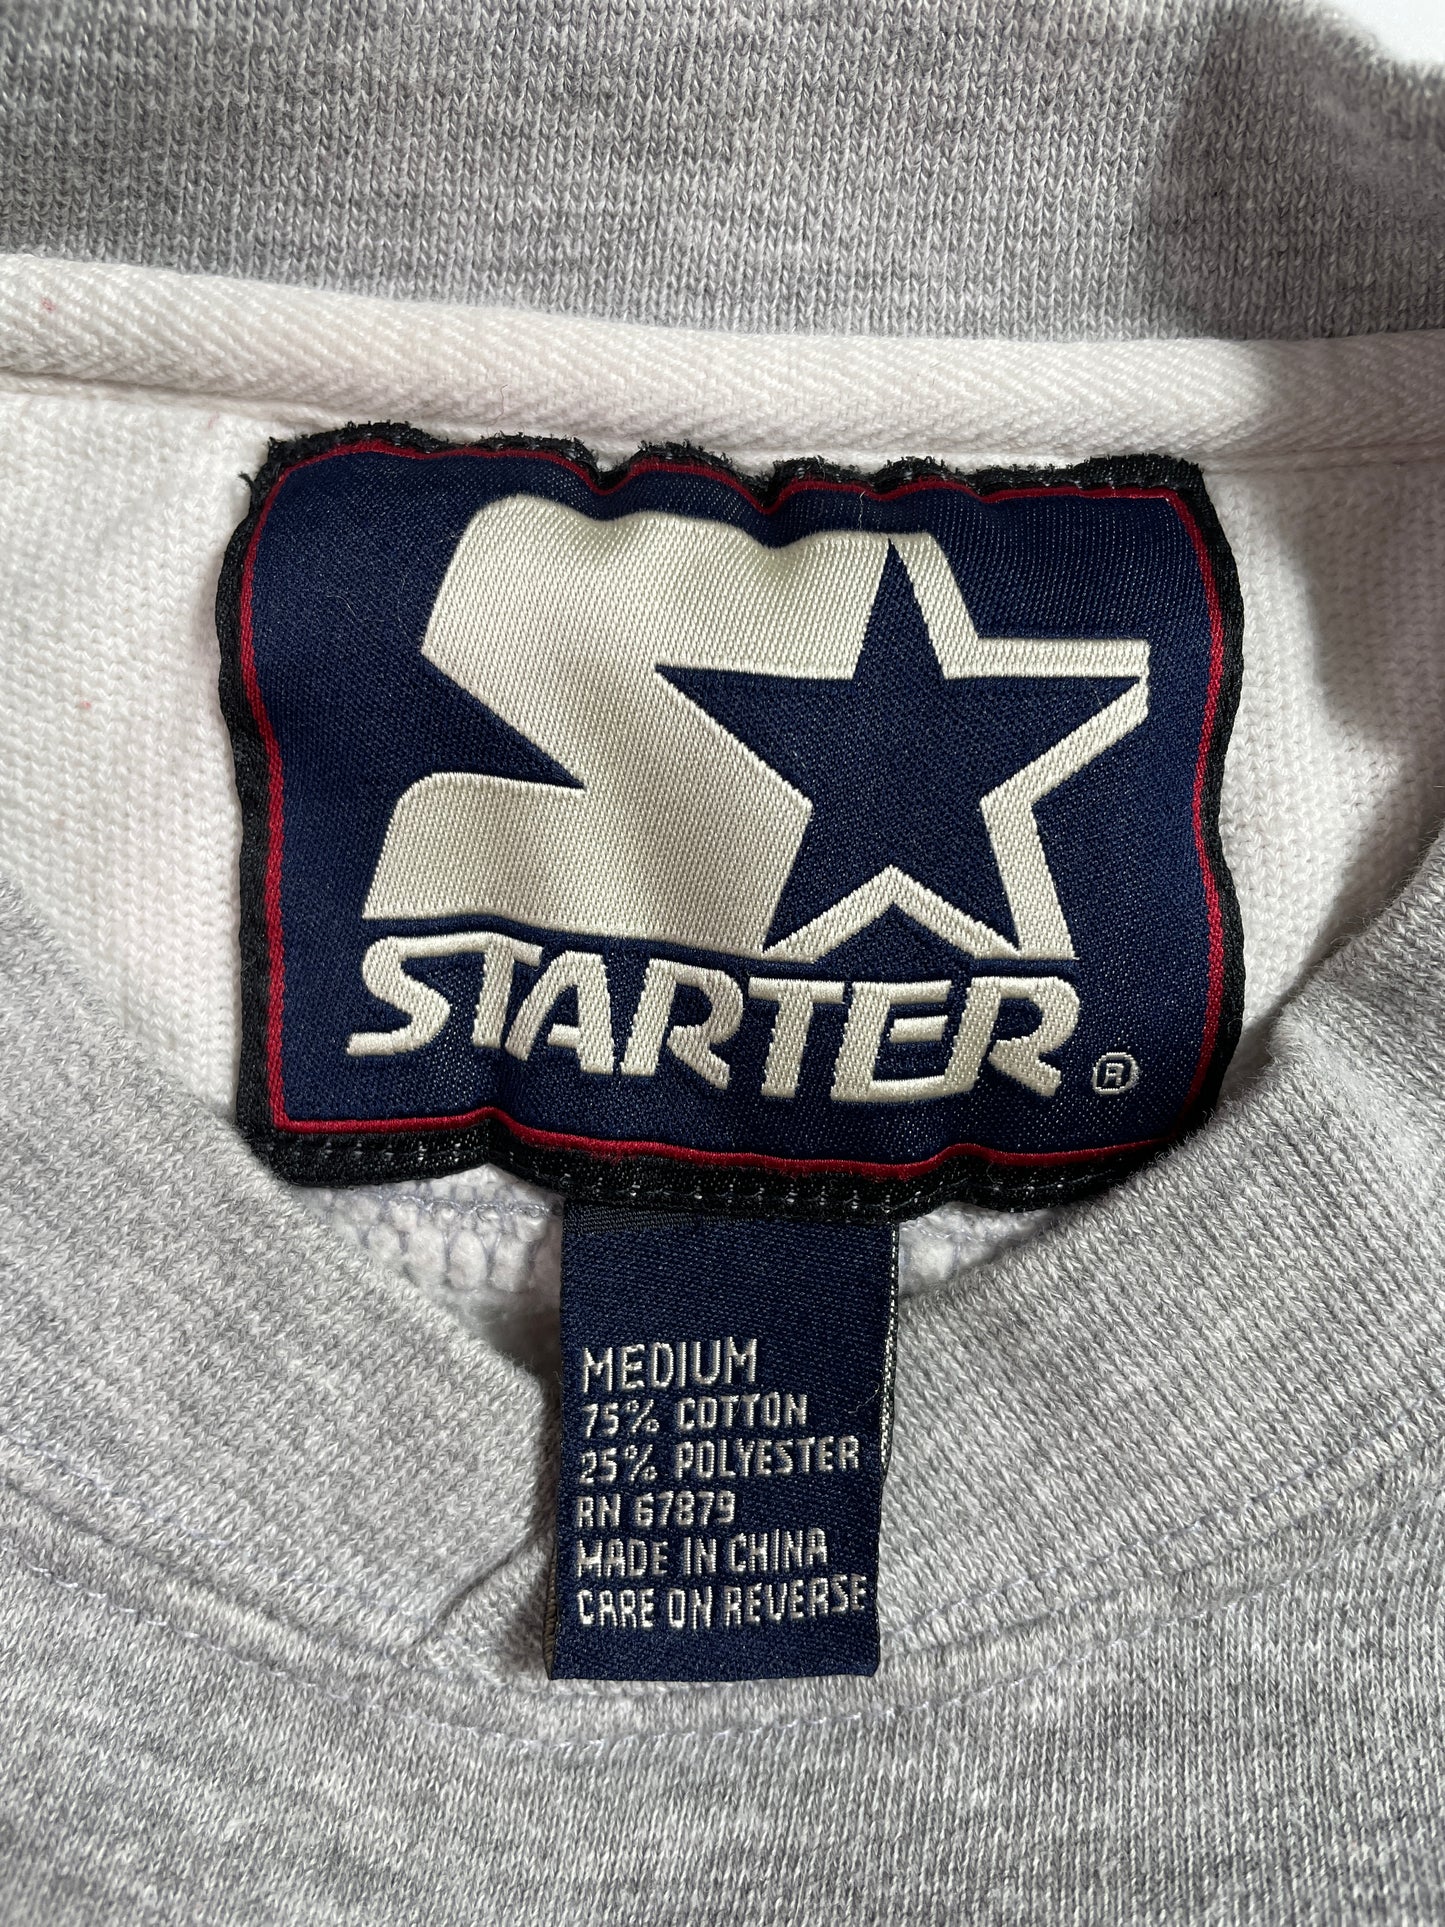 STARTER ®
MEDIUM
75% COTTON
25% POLYESTER
RN 67879
MADE IN CHINA
CARE ON REVERSE